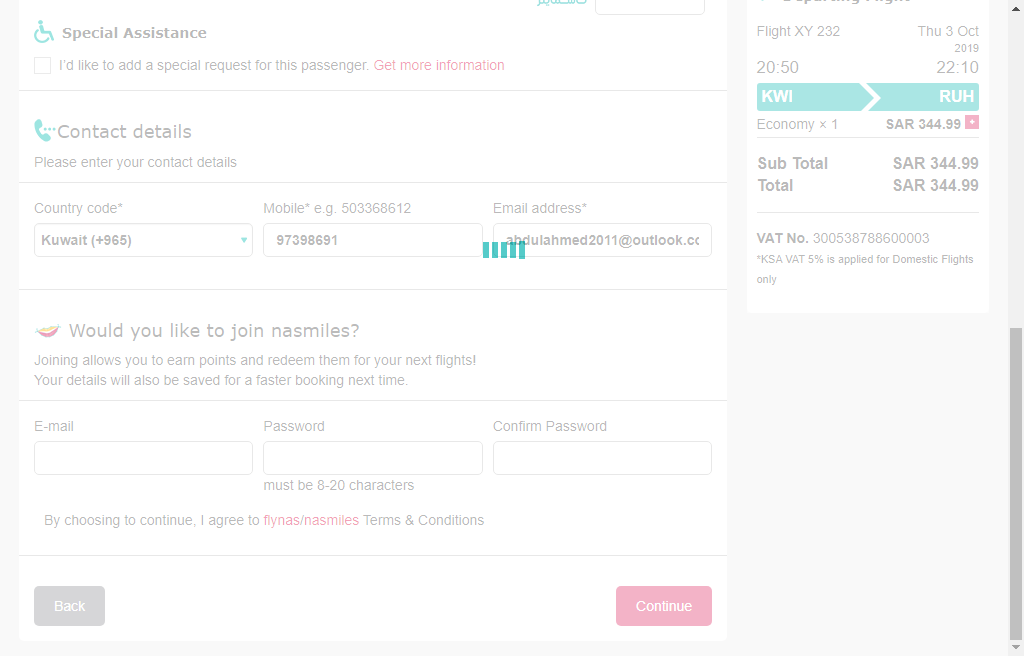 Special Assistance
I'd like to add a special request for this passenger. Get more information
Contact details
Please enter your contact details
Country code*
Mobile* e.g. 503368612
Email address*
Kuwait (+965)
97398691
abdulahmed2011@outlook.cc
Would you like to join nasmiles?
Joining allows you to earn points and redeem them for your next flights!
Your details will also be saved for a faster booking next time.
E-mail
Password
Confirm Password
must be 8-20 characters
By choosing to continue, I agree to flynas/nasmiles Terms & Conditions
Back
Continue
Flight XY 232
Thu 3 Oct
2019
20:50
22:10
KWI
RUH
Economy × 1
SAR 344.99 +
Sub Total
SAR 344.99
Total
SAR 344.99
VAT No. 300538788600003
*KSA VAT 5% is applied for Domestic Flights
only